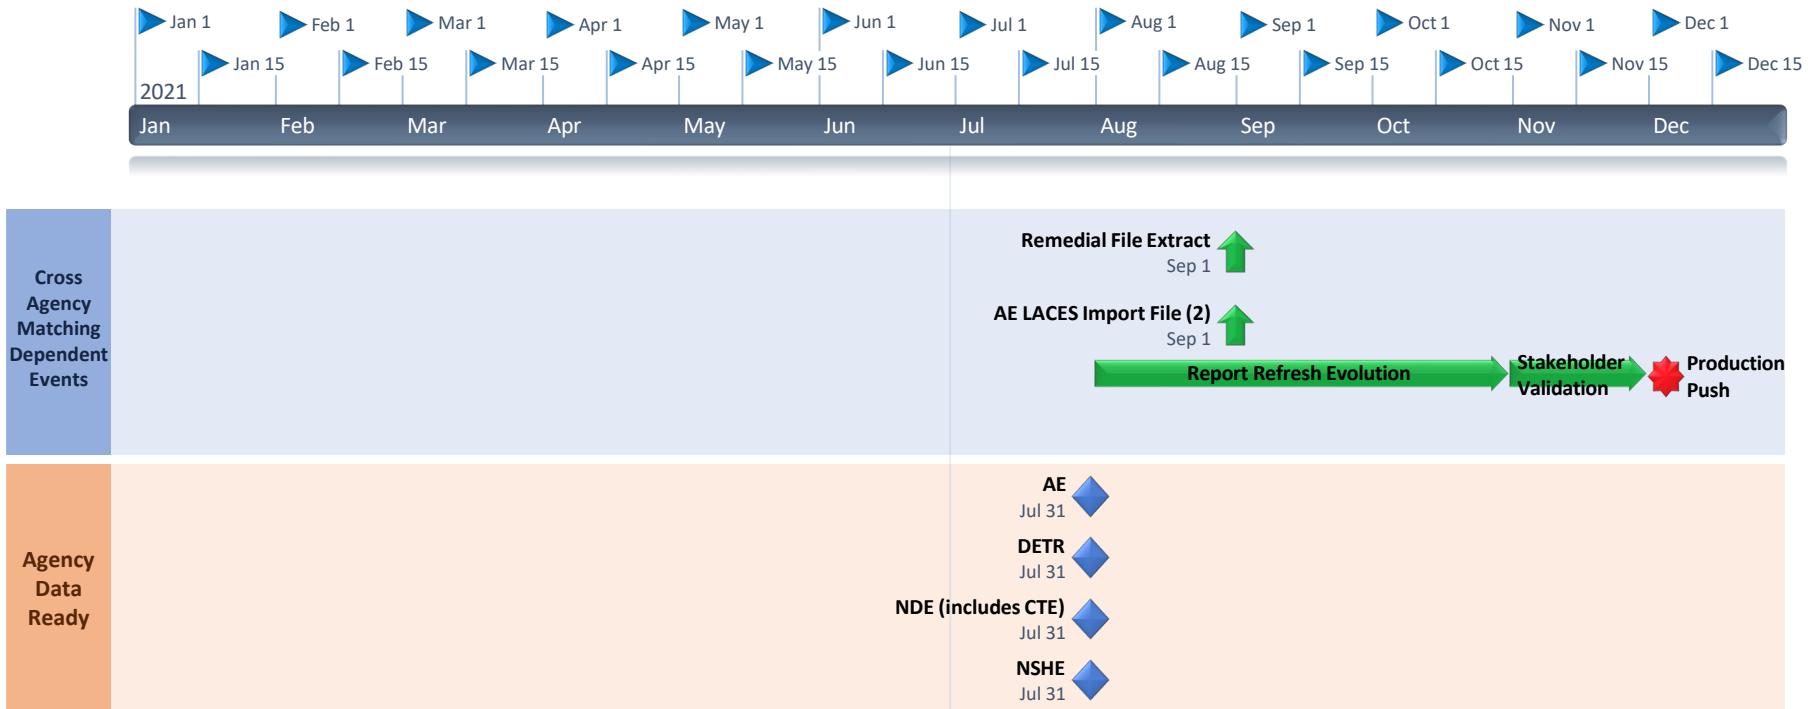 Jan 1
Feb 1
Mar 1
Apr 1
May 1
Jun 1
Jul 1
Aug 1
Sep 1
Oct 1
Nov 1
Dec 1
Jan 15
Feb 15
Mar 15
Apr 15
May 15
Jun 15
Jul 15
Aug 15
Sep 15
Oct 15
Nov 15
Dec 15
2021
Jan
Feb
Mar
Apr
May
Jun
Jul
Aug
Sep
Oct
Nov
Dec
Cross
Agency
Matching
Dependent
Events
Remedial File Extract
Sep 1
AE LACES Import File (2)
Sep 1
Report Refresh Evolution
Stakeholder
Validation
Production
Push
Agency
Data
Ready
AE
Jul 31
DETR
Jul 31
NDE (includes CTE)
Jul 31
NSHE
Jul 31